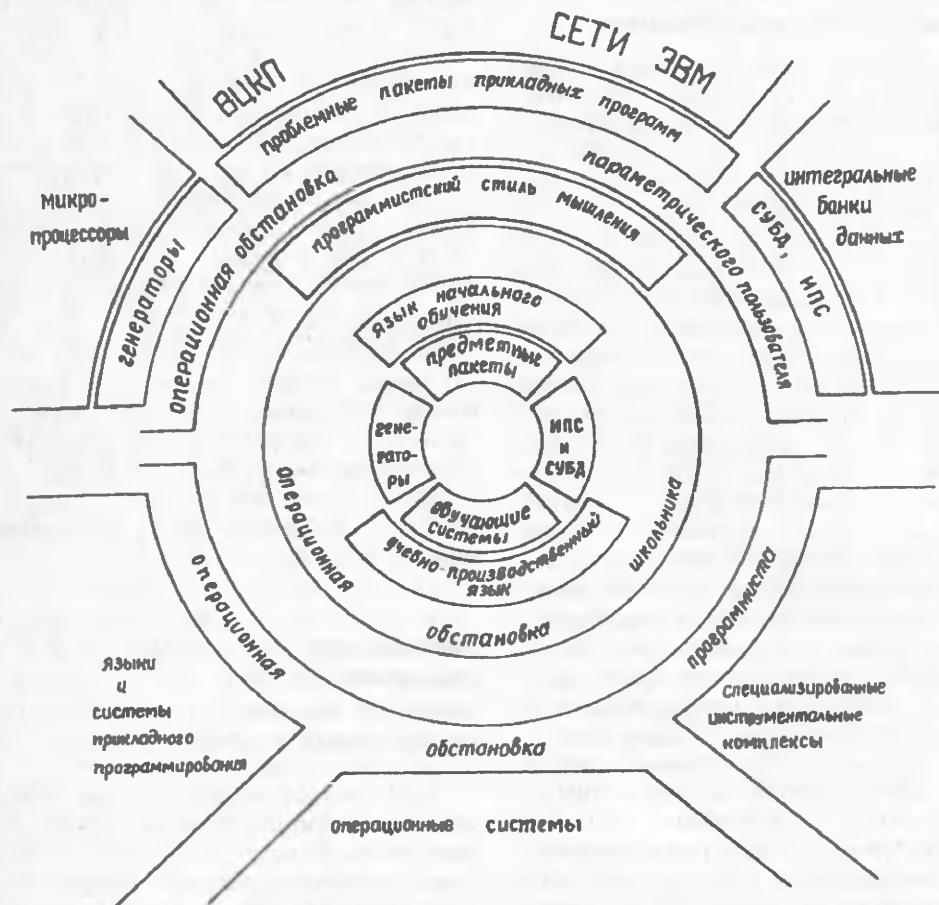 ВЦКП
СЕТИ ЭВМ
проблемные пакеты прикладных программ
микро-
процессоры
генераторы
операционная обстановка
параметрического пользователя
СУБД, ИПС
интегральные
банки
данных
программистский стиль мышления
язык начального
обучения
предметные
пакеты
гене-
рато-
ры
ИПС
и
СУБД
обучающие
системы
учебно-производственный
язык
операционная
обстановка
школьника
операционная
обстановка
программиста
языки
и
системы
прикладного
программирования
специализированные
инструментальные
комплексы
операционные системы